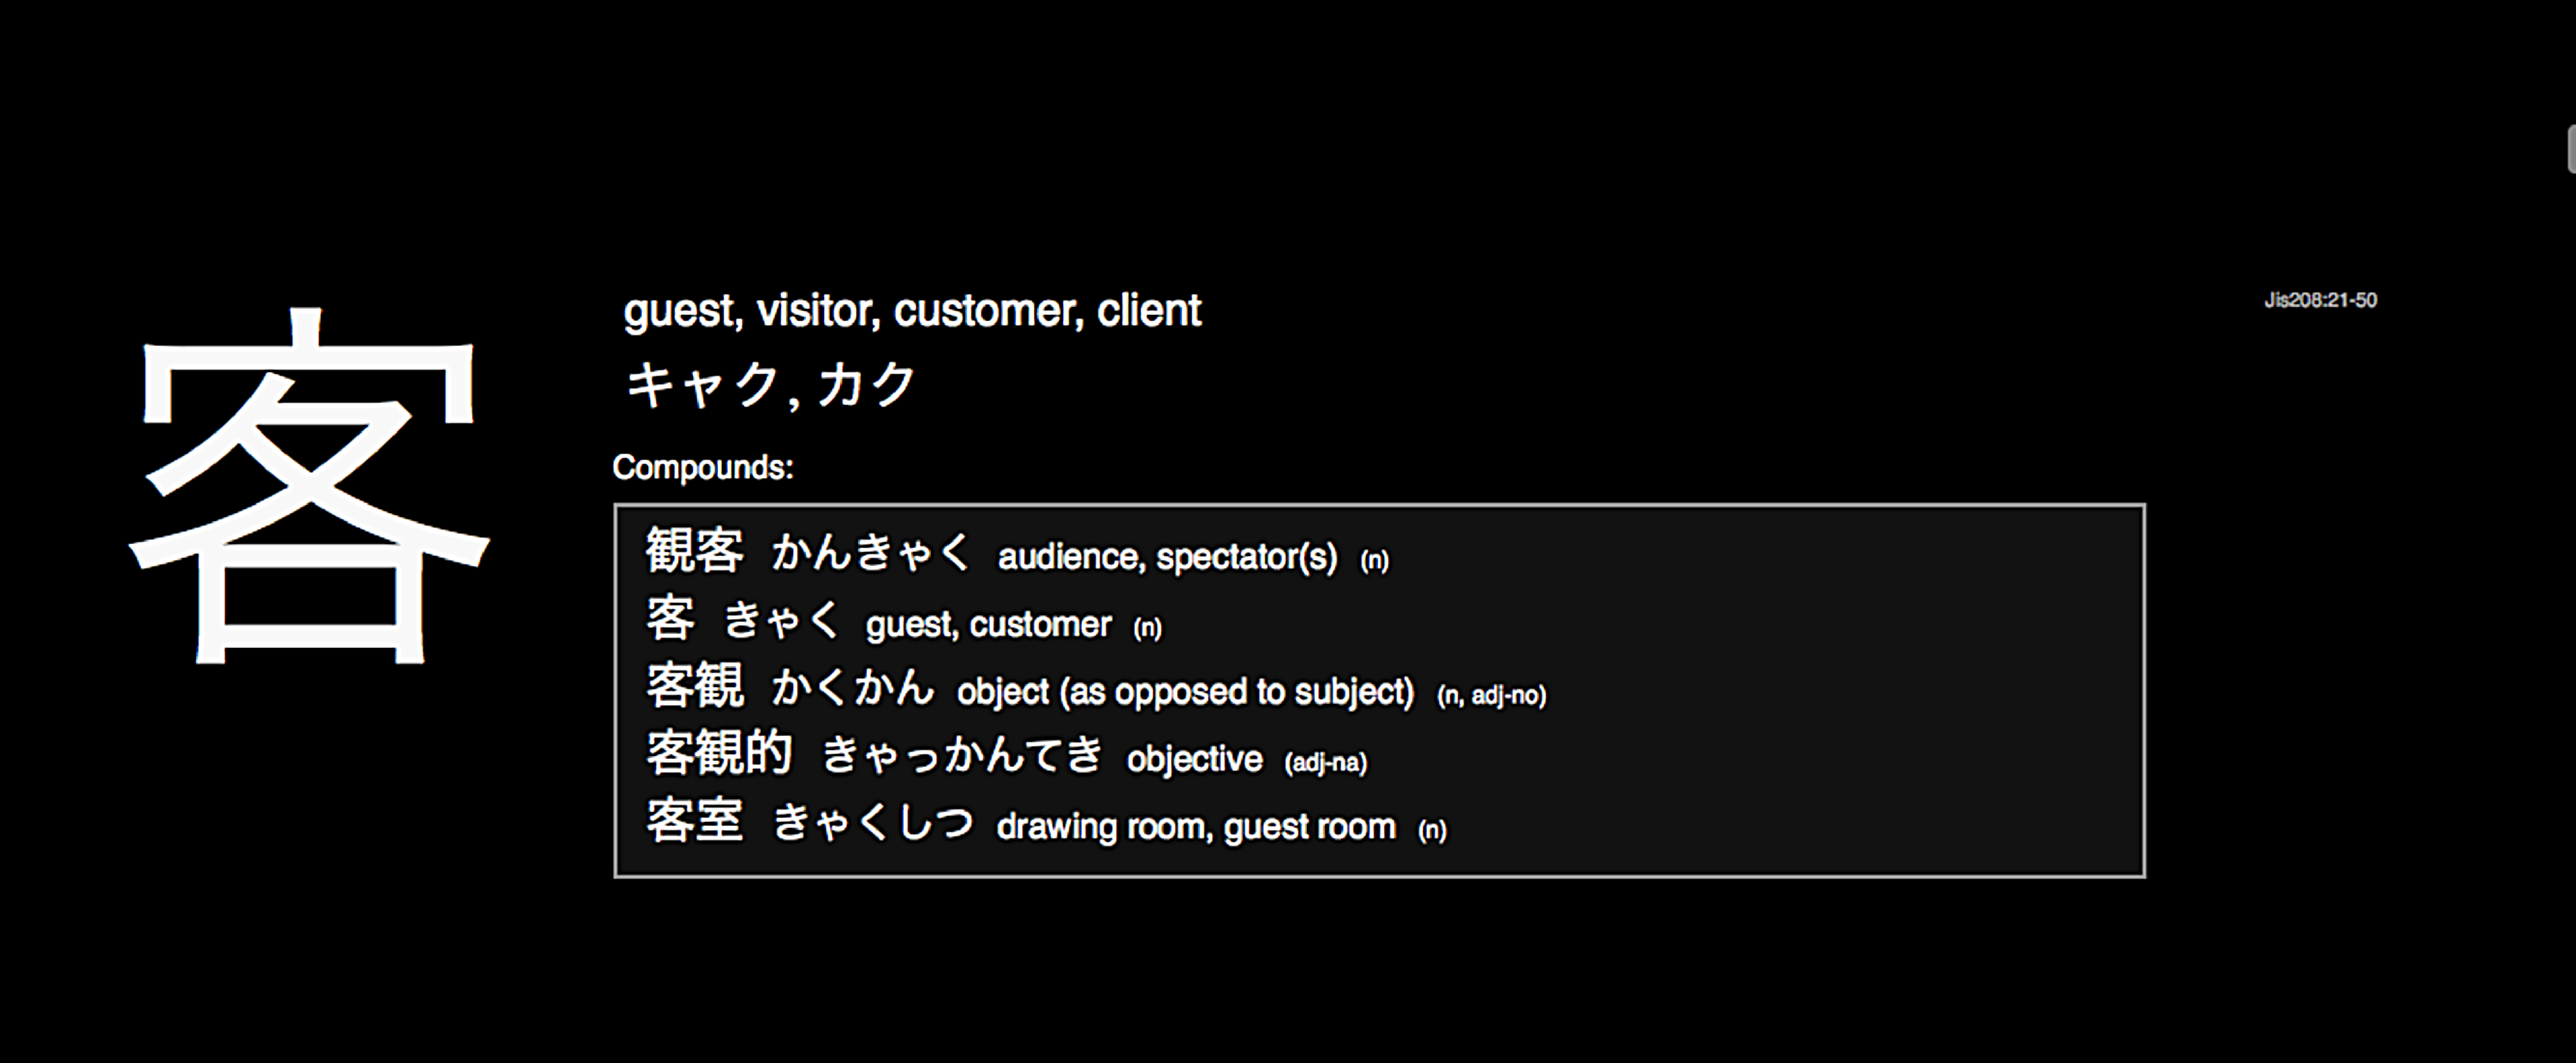 客
guest, visitor, customer, client
Jis208:21-50
キャク, カク
Compounds:
観客 かんきゃく audience, spectator(s) (n)
客 きゃく guest, customer (n)
客観 かくかん object (as opposed to subject) (n, adj-no)
客観的 きゃっかんてき objective (adj-na)
客室 きゃくしつ drawing room, guest room (n)